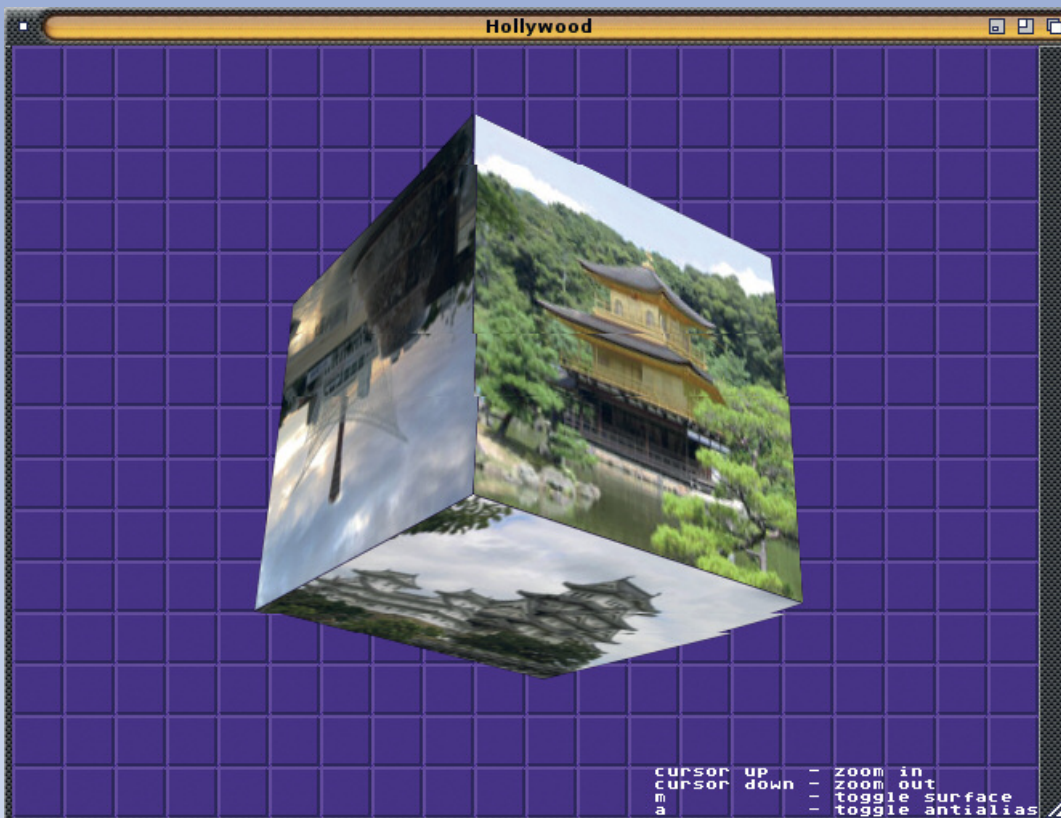 Hollywood
cursor up - zoom in
cursor down - zoom out
m - toggle surface
a - toggle antialias